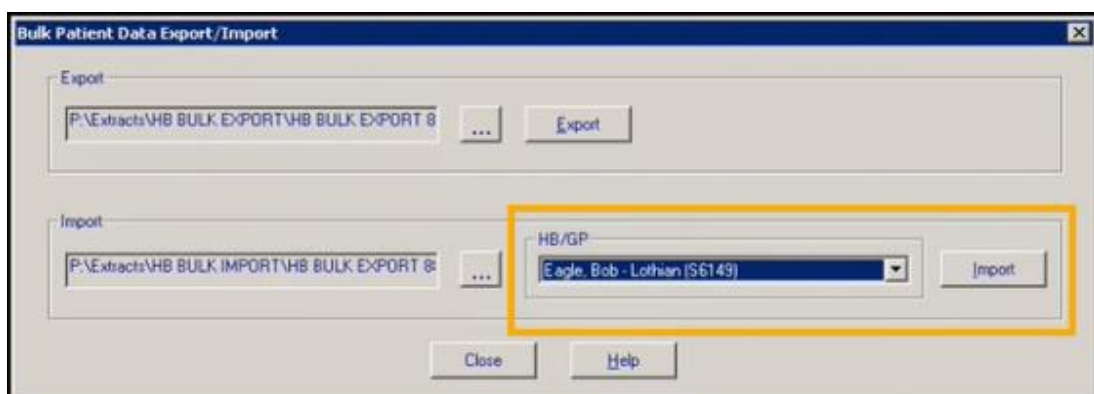 Bulk Patient Data Export/Import
Export
P:\Extracts\HB BULK EXPORT\HB BULK EXPORT 8
...
Export
Import
HB/GP
P:\Extracts\HB BULK IMPORT\HB BULK EXPORT 8
...
Eagle, Bob - Lothian (S6149)
Import
Close
Help